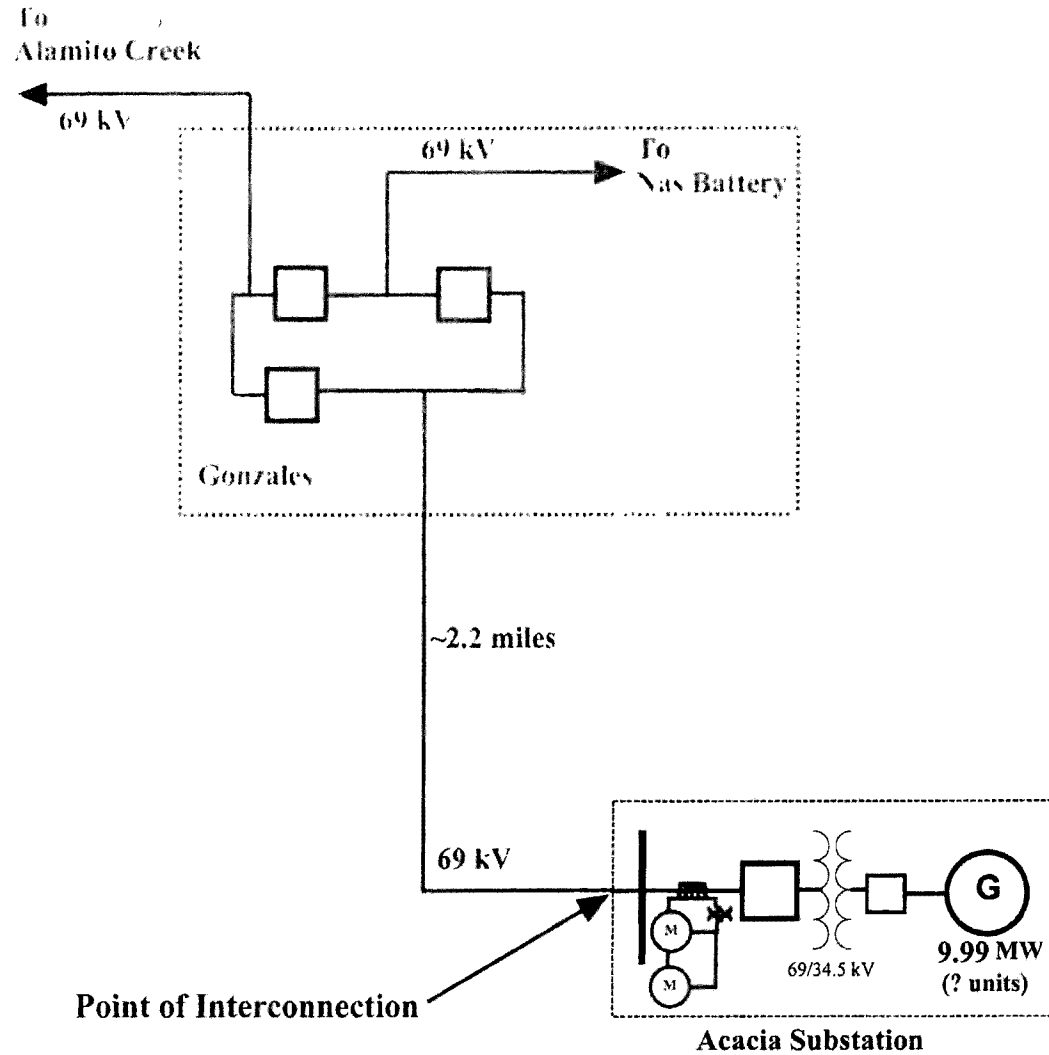 To
Alamito Creek
69 kV
69 kV
To
Nas Battery
Gonzales
~2.2 miles
69 kV
Point of Interconnection
M
M
69/34.5 kV
G
9.99 MW
(? units)
Acacia Substation